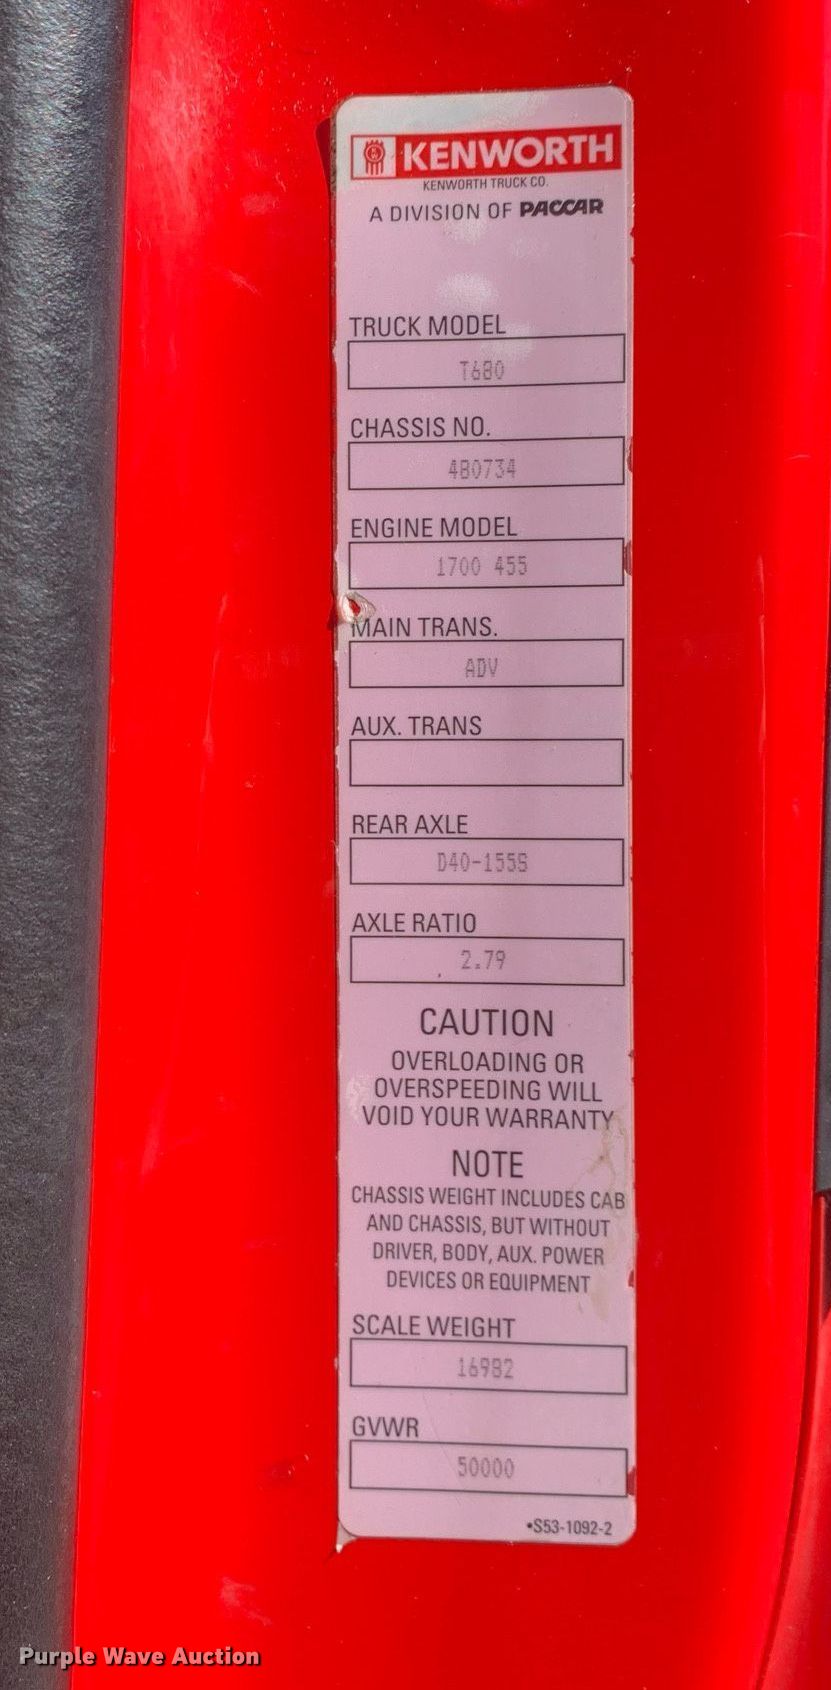 KENWORTH
KENWORTH TRUCK CO.
A DIVISION OF PACCAR
TRUCK MODEL
T680
CHASSIS NO.
480734
ENGINE MODEL
1700 455
MAIN TRANS.
ADV
AUX. TRANS
REAR AXLE
D40-155S
AXLE RATIO
2.79
CAUTION
OVERLOADING OR
OVERSPEEDING WILL
VOID YOUR WARRANTY
NOTE
CHASSIS WEIGHT INCLUDES CAB
AND CHASSIS, BUT WITHOUT
DRIVER, BODY, AUX. POWER
DEVICES OR EQUIPMENT
SCALE WEIGHT
16982
GVWR
50000
•S53-1092-2
Purple Wave Auction